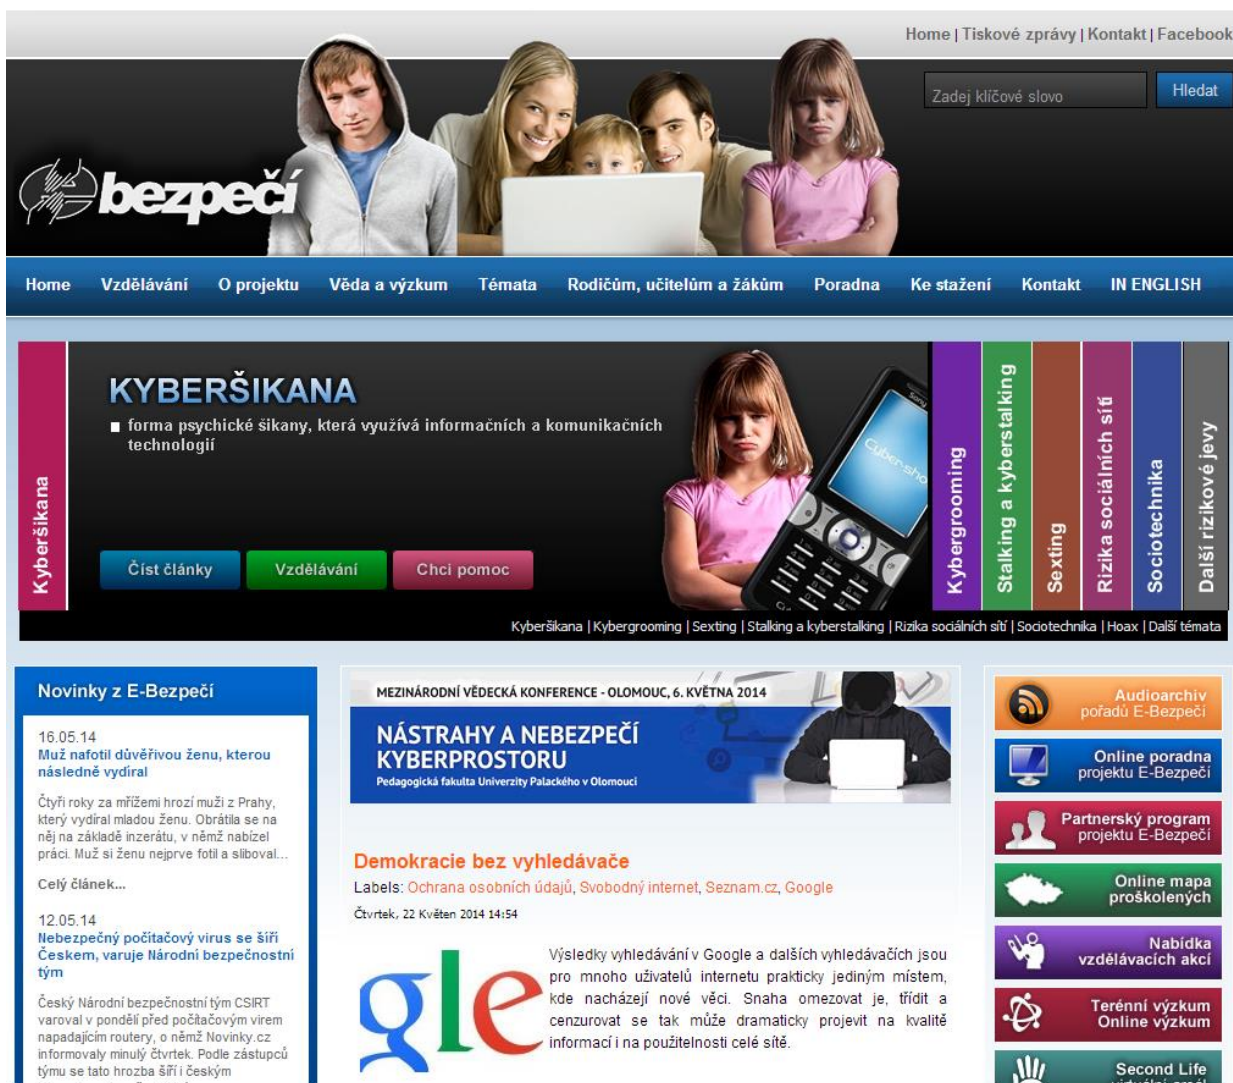 Home | Tiskové zprávy | Kontakt | Facebook
Zadej klíčové slovo
Hledat
bezpečí
Home Vzdělávání O projektu Věda a výzkum Témata Rodičům, učitelům a žákům Poradna Ke stažení Kontakt IN ENGLISH
Kyberšikana
KYBERŠIKANA
forma psychické šikany, která využívá informačních a komunikačních
technologií
Číst články
Vzdělávání
Chci pomoc
Sony
Cyber-sho
Kybergrooming
Stalking a kyberstalking
Sexting
Rizika sociálních sítí
Sociotechnika
Další rizikové jevy
Kyberšikana | Kybergrooming | Sexting | Stalking a kyberstalking | Rizika sociálních sítí | Sociotechnika | Hoax | Další témata
Novinky z E-Bezpečí
16.05.14
Muž nafotil důvěřivou ženu, kterou
následně vydíral
Čtyři roky za mřížemi hrozí muži z Prahy,
který vydíral mladou ženu. Obrátila se na
něj na základě inzerátu, v němž nabízel
práci. Muž si ženu nejprve fotil a sliboval...
Celý článek...
12.05.14
Nebezpečný počítačový virus se šíří
Českem, varuje Národní bezpečnostní
tým
Český Národní bezpečnostní tým CSIRT
varoval v pondělí před počítačovým virem
napadajícím routery, o němž Novinky.cz
informovaly minulý čtvrtek. Podle zástupců
týmu se tato hrozba šíří i českým
MEZINÁRODNÍ VĚDECKÁ KONFERENCE - OLOMOUC, 6. KVĚTNA 2014
NÁSTRAHY A NEBEZPEČÍ
KYBERPROSTORU
Pedagogická fakulta Univerzity Palackého v Olomouci
Demokracie bez vyhledávače
Labels: Ochrana osobních údajů, Svobodný internet, Seznam.cz, Google
Čtvrtek, 22 Květen 2014 14:54
gle
Výsledky vyhledávání v Google a dalších vyhledávačích jsou
pro mnoho uživatelů internetu prakticky jediným místem,
kde nacházejí nové věci. Snaha omezovat je, třídit a
cenzurovat se tak může dramaticky projevit na kvalitě
informací i na použitelnosti celé sítě.
Audioarchiv
pořadů E-Bezpečí
Online poradna
projektu E-Bezpečí
Partnerský program
projektu E-Bezpečí
Online mapa
proškolených
Nabídka
vzdělávacích akcí
Terénní výzkum
Online výzkum
Second Life